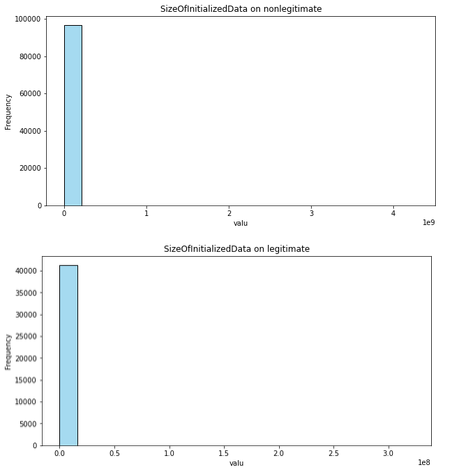 SizeOfInitializedData on nonlegitimate
100000
80000
60000
40000
20000
0
Frequency
0 1 2 3 4
1e9
valu
SizeOfInitializedData on legitimate
40000
35000
30000
25000
20000
15000
10000
5000
0
Frequency
0.0 0.5 1.0 1.5 2.0 2.5 3.0
1e8
valu